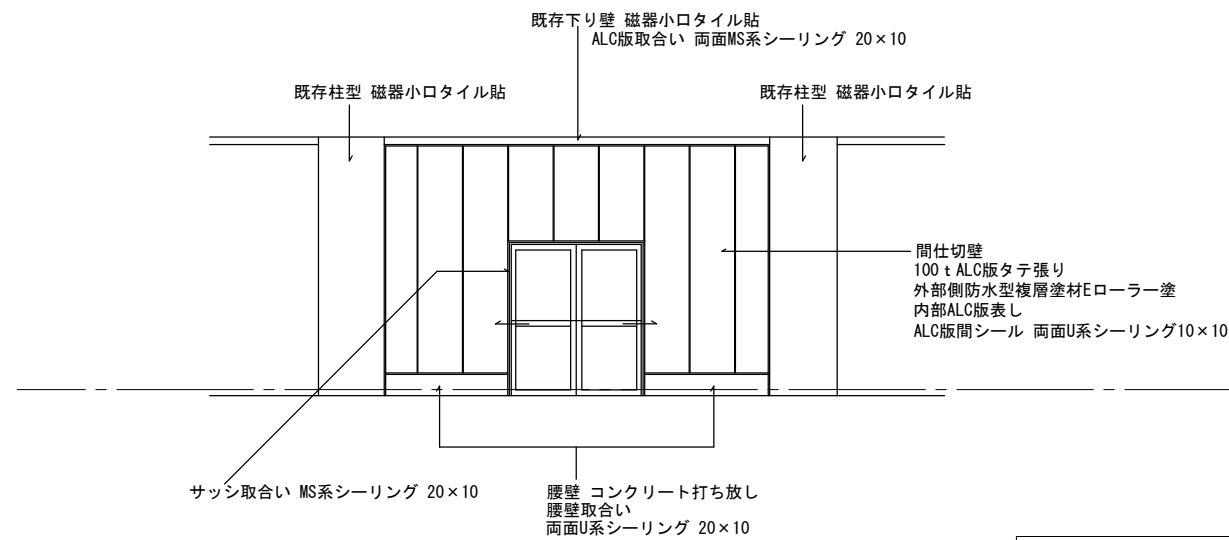 既存下り壁 磁器小口タイル貼
ALC版取合い 両面MS系シーリング 20×10
既存柱型 磁器小口タイル貼
既存柱型 磁器小口タイル貼
間仕切壁
100ｔALC版タテ張り
外部側防水型複層塗材Eローラー塗
内部ALC版表し
ALC版間シール 両面U系シーリング10×10
サッシ取合い MS系シーリング 20×10
腰壁 コンクリート打ち放し
腰壁取合い
両面U系シーリング 20×10